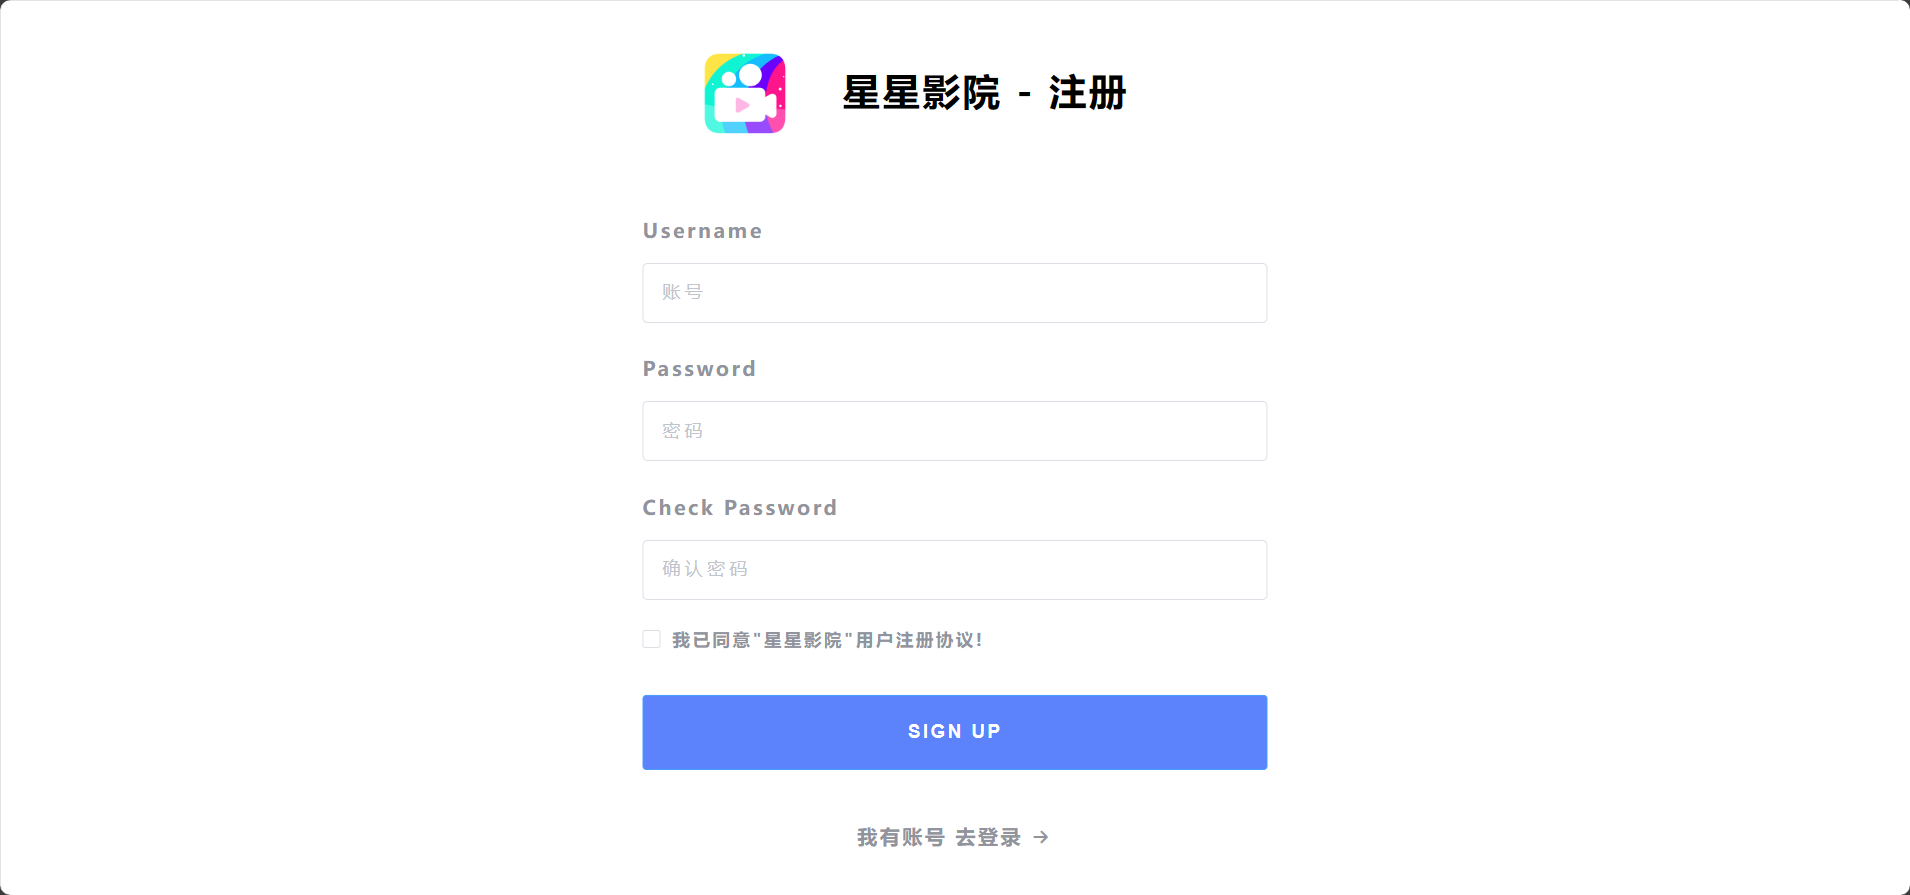 星星影院 - 注册
Username
账号
Password
密码
Check Password
确认密码
我已同意"星星影院"用户注册协议!
SIGN UP
我有账号 去登录 →